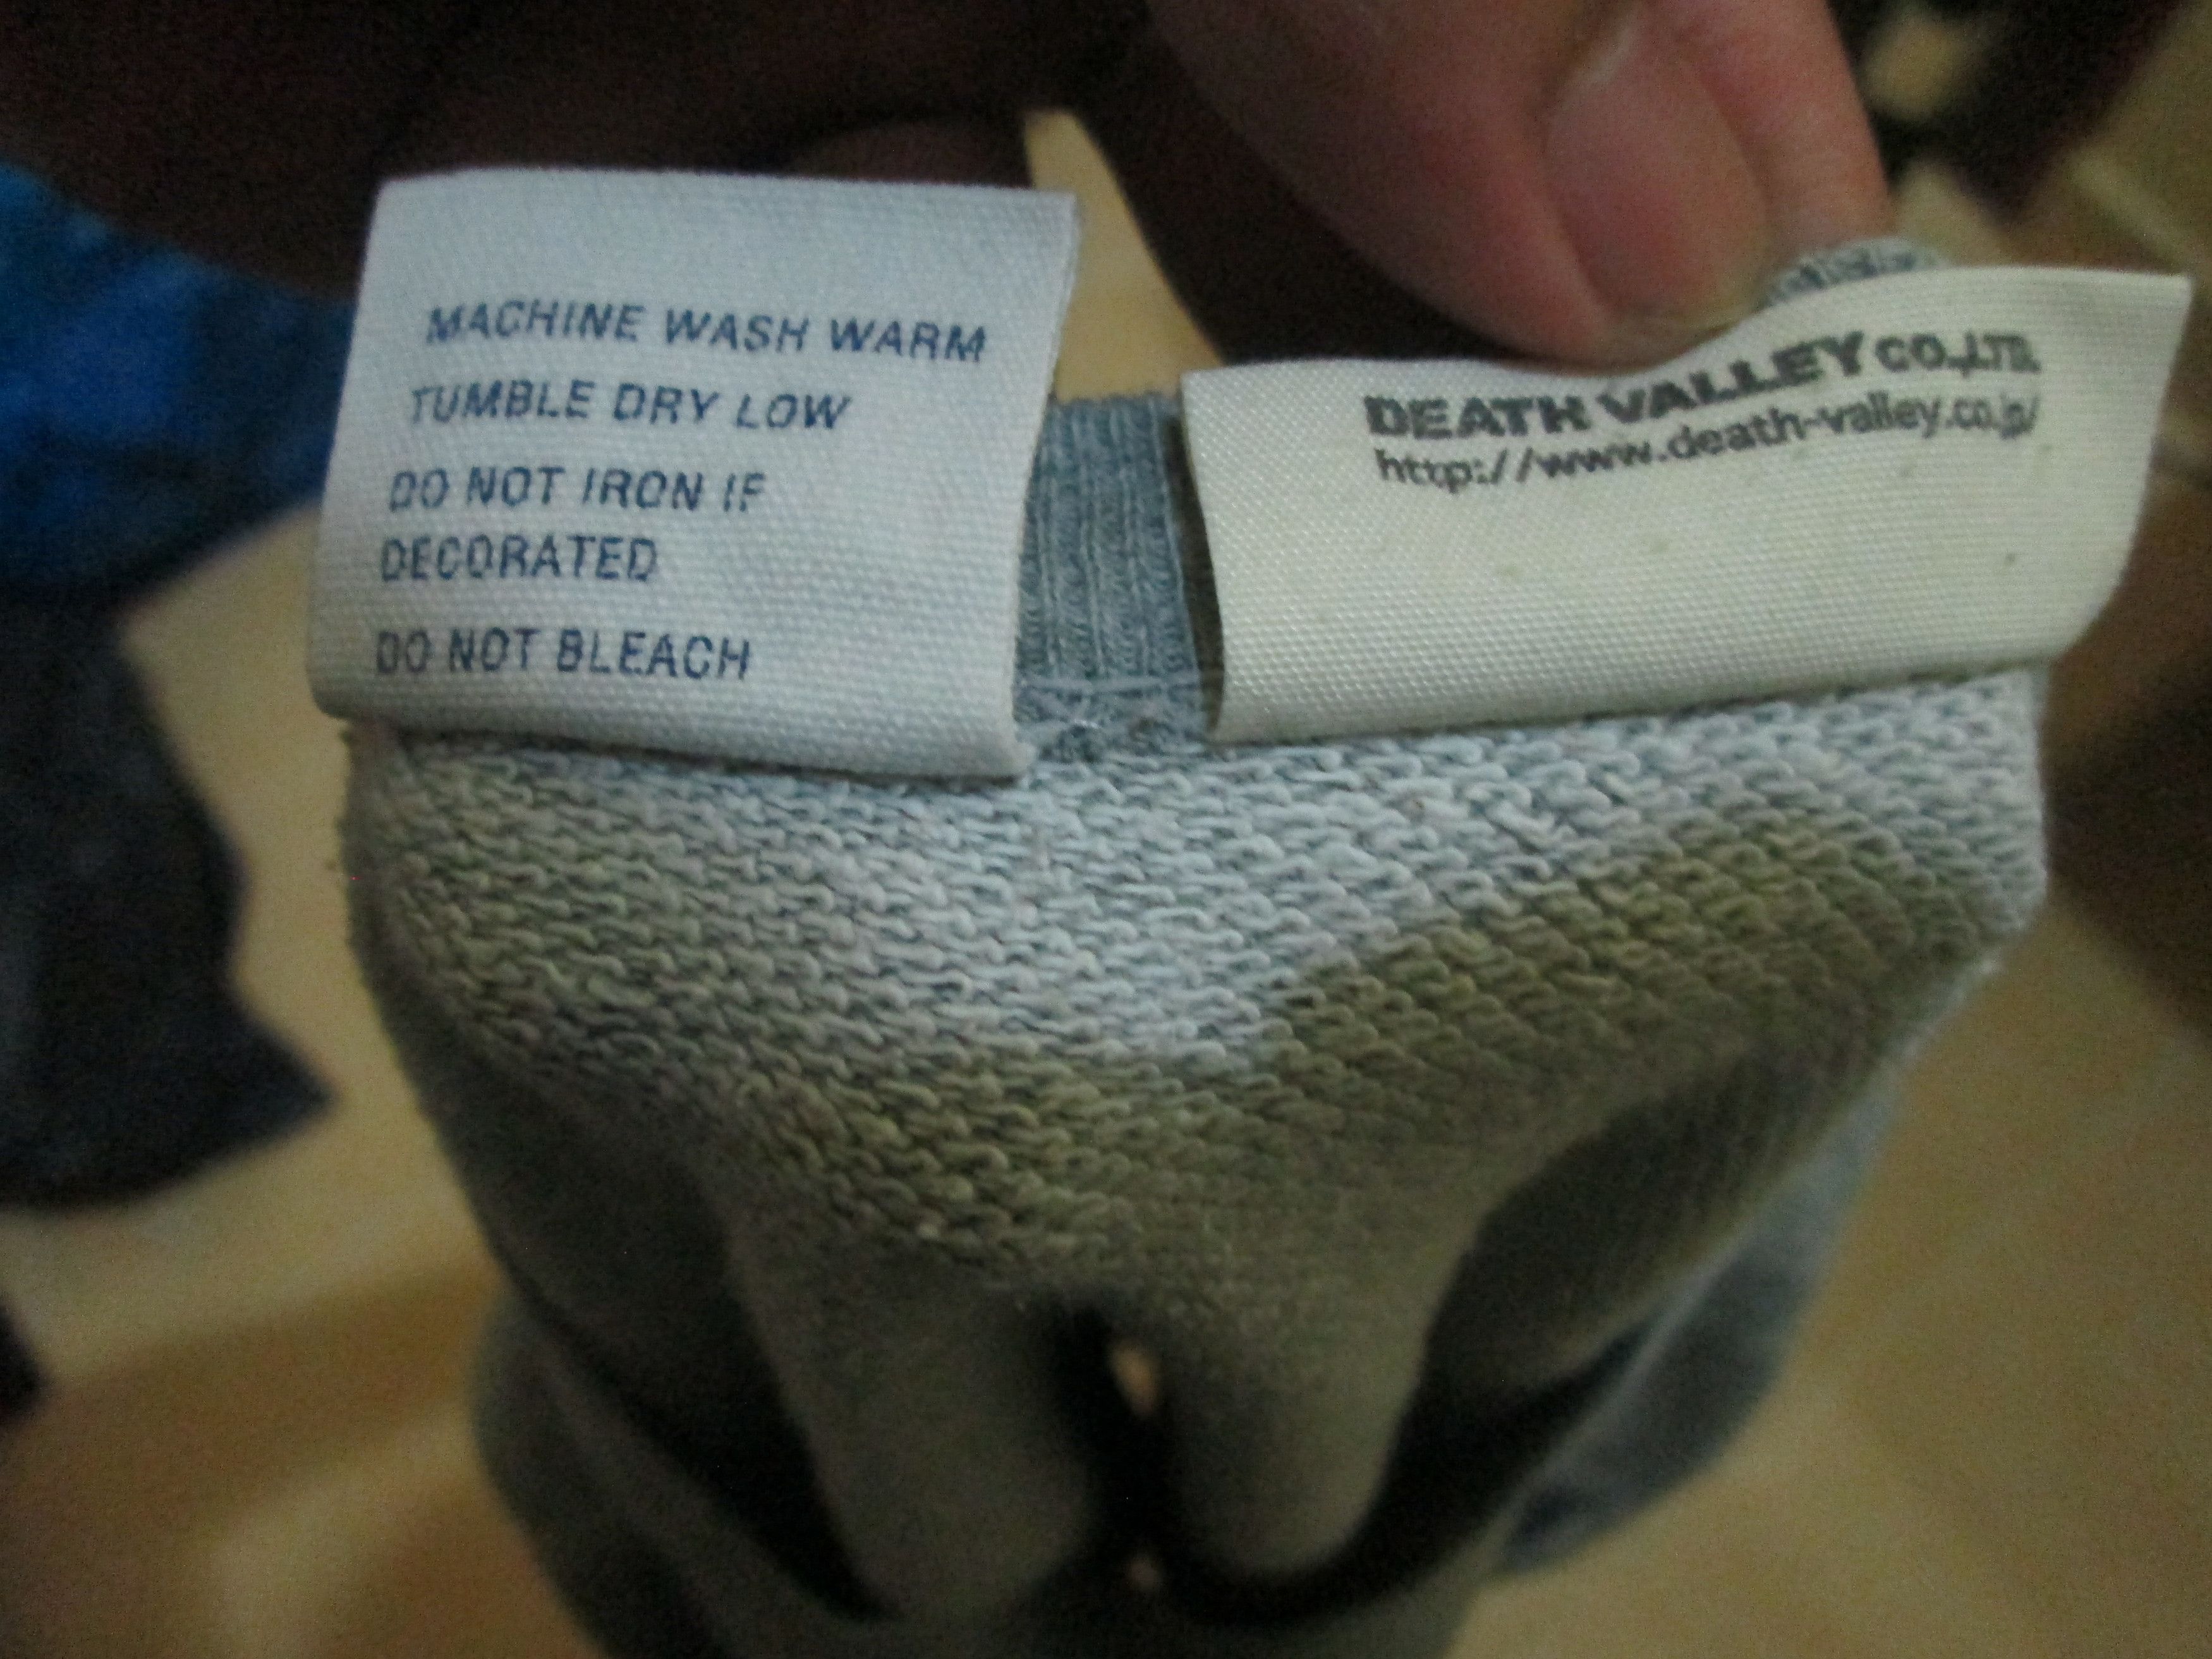 MACHINE WASH WARM
TUMBLE DRY LOW
DO NOT IRON IF
DECORATED
DO NOT BLEACH
DEATH VALLEY CO.,LTD.
http://www.death-valley.co.jp/